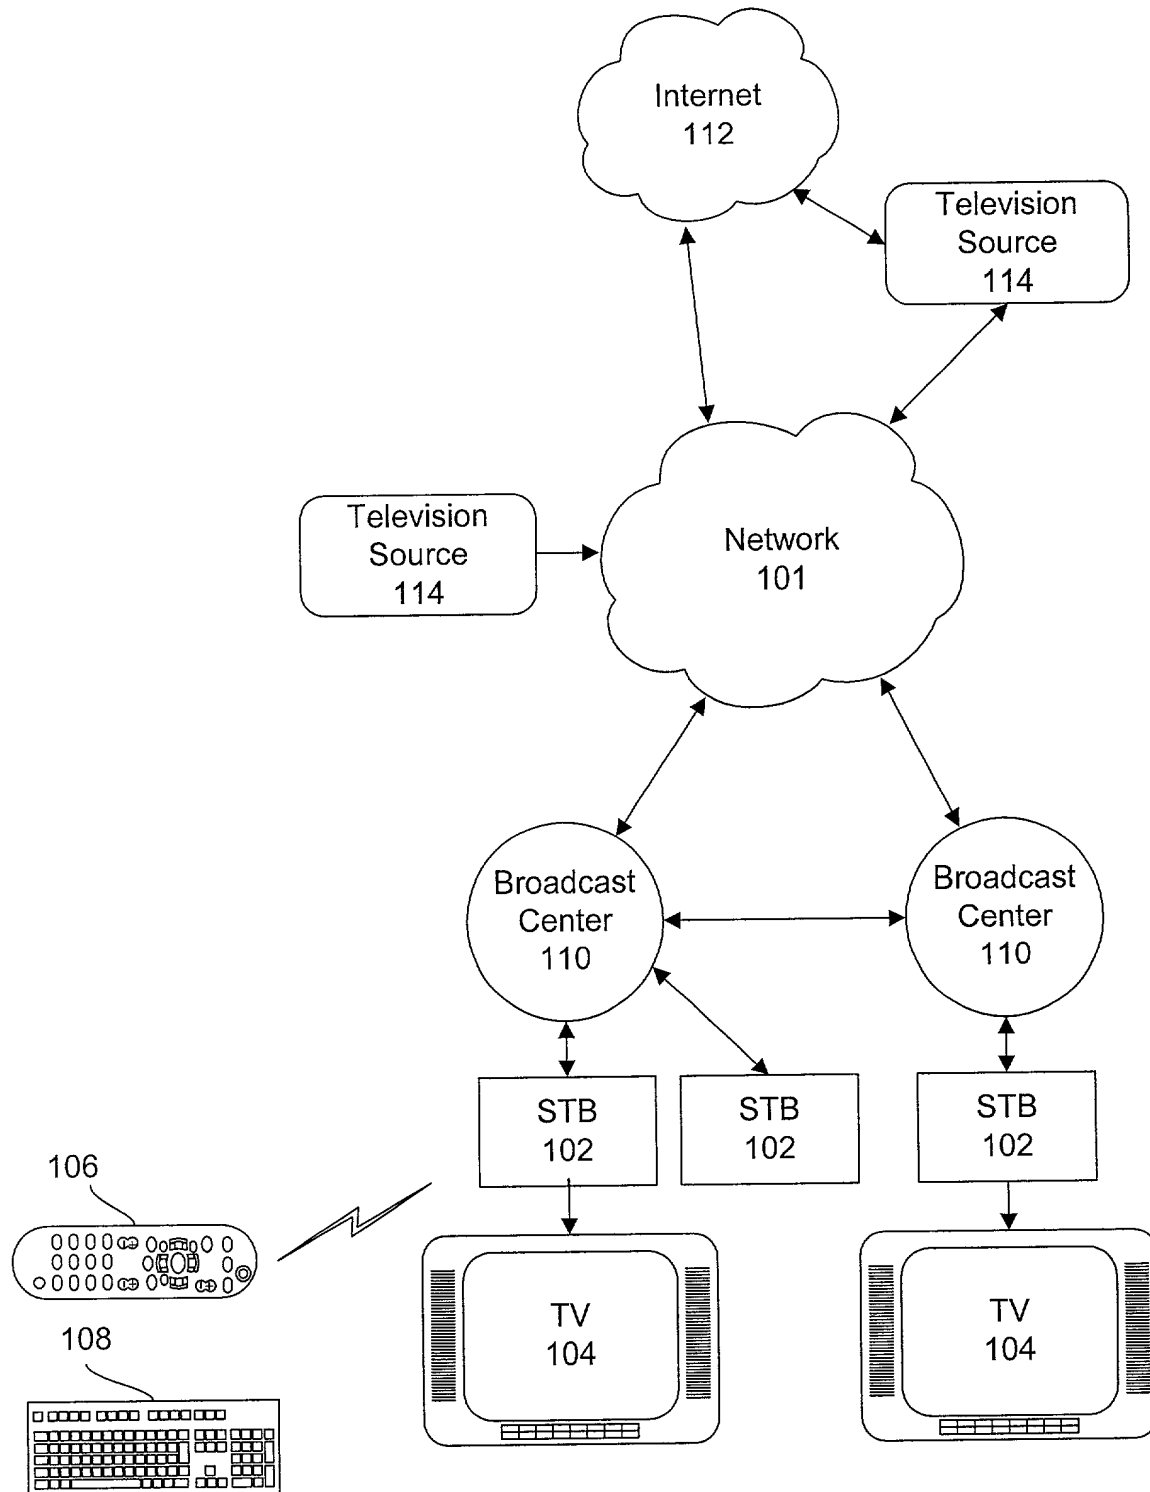 Internet
112
Television
Source
114
Television
Source
114
Network
101
Broadcast
Center
110
Broadcast
Center
110
STB
102
STB
102
STB
102
106
TV
104
TV
104
108